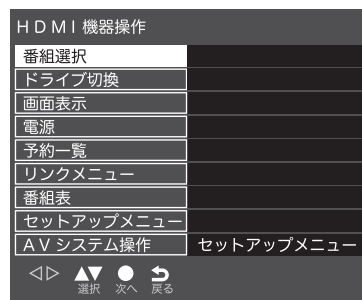 ＨＤＭＩ機器操作
番組選択
ドライブ切換
画面表示
電源
予約一覧
リンクメニュー
番組表
セットアップメニュー
ＡＶシステム操作 セットアップメニュー
選択 次へ 戻る